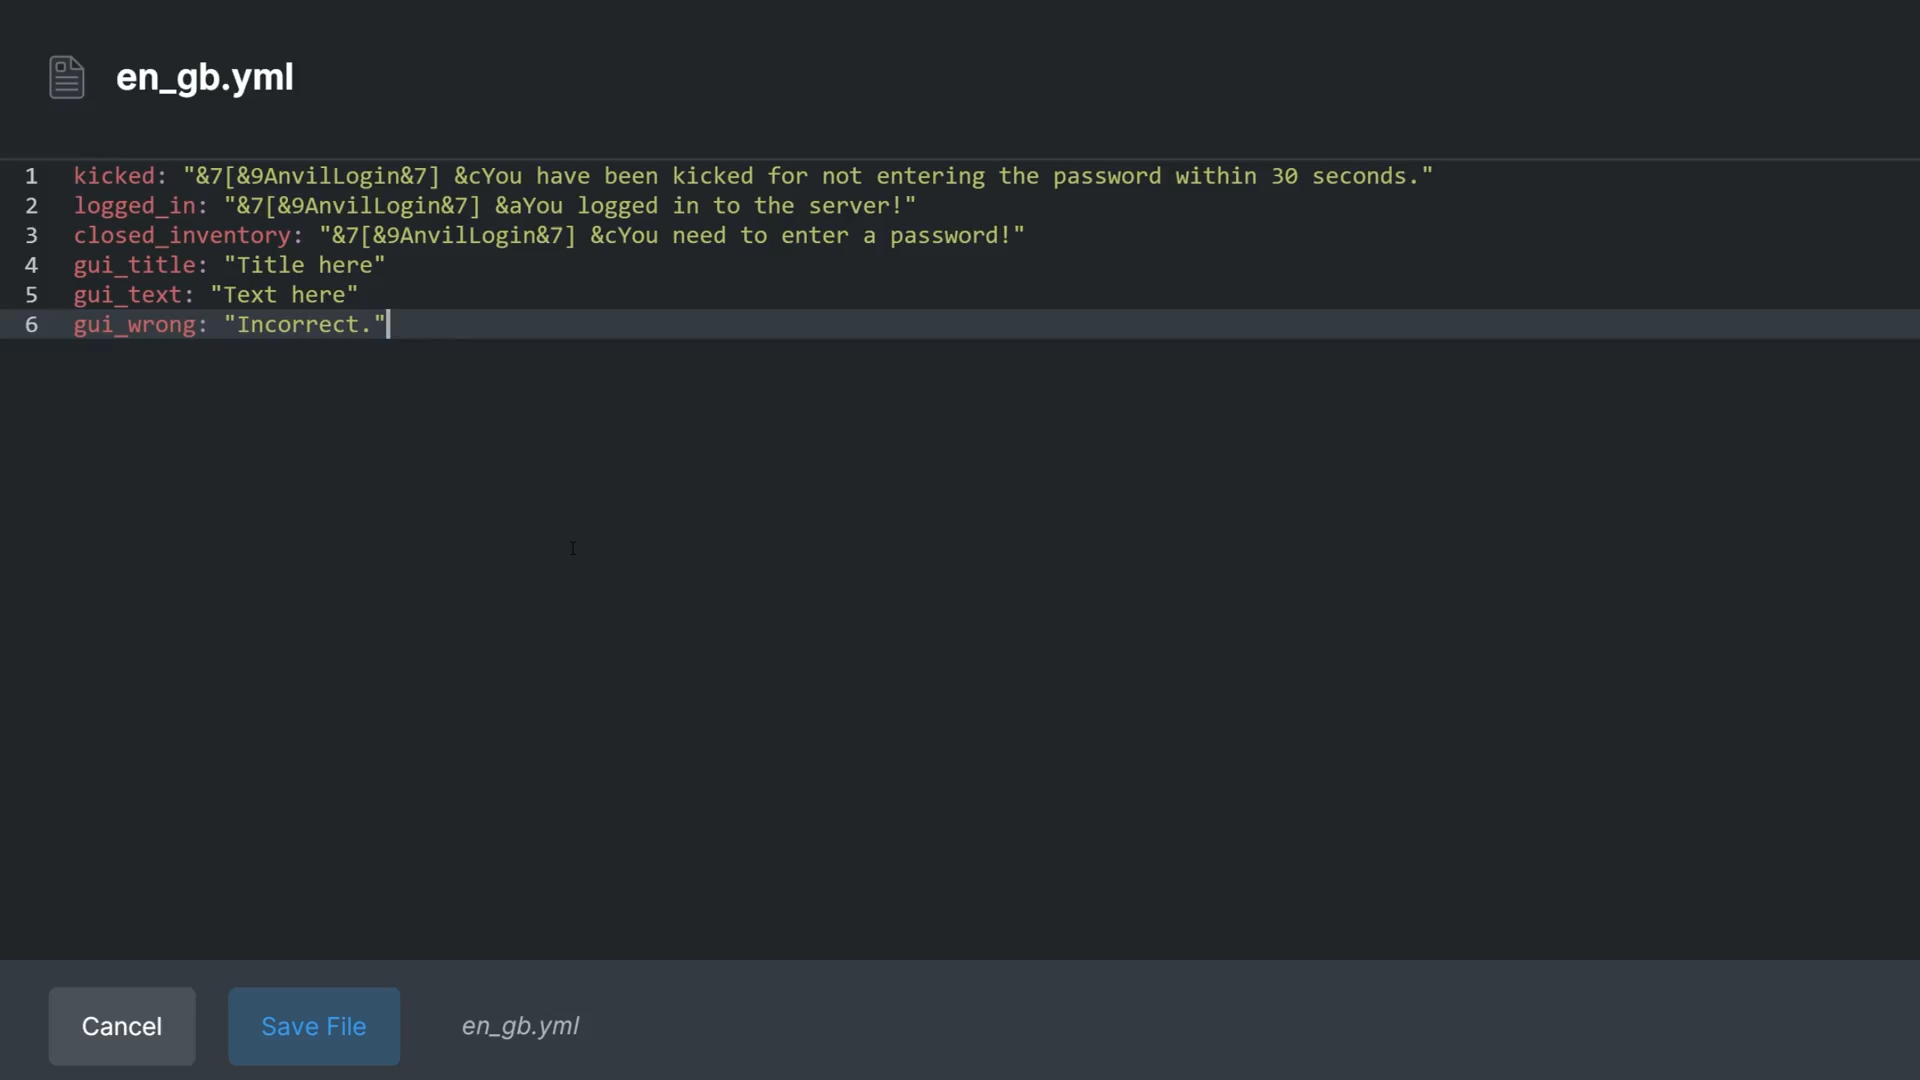 en_gb.yml
1 kicked: "&7[&9AnvilLogin&7] &cYou have been kicked for not entering the password within 30 seconds."
2 logged_in: "&7[&9AnvilLogin&7] &aYou logged in to the server!"
3 closed_inventory: "&7[&9AnvilLogin&7] &cYou need to enter a password!"
4 gui_title: "Title here"
5 gui_text: "Text here"
6 gui_wrong: "Incorrect."
Cancel Save File en_gb.yml